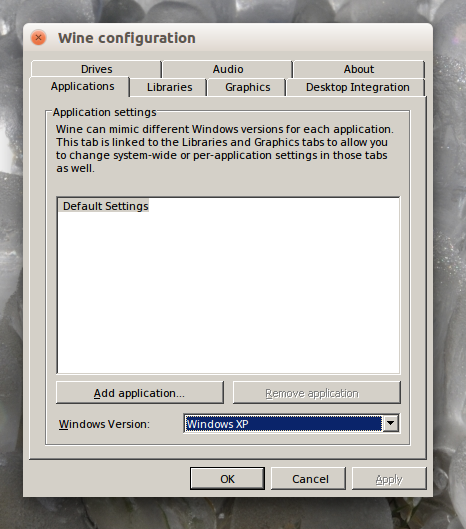 Wine configuration
Drives
Audio
About
Applications
Libraries
Graphics
Desktop Integration
Application settings
Wine can mimic different Windows versions for each application.
This tab is linked to the Libraries and Graphics tabs to allow you
to change system-wide or per-application settings in those tabs
as well.
Default Settings
Add application...
Remove application
Windows Version:
Windows XP
OK
Cancel
Apply